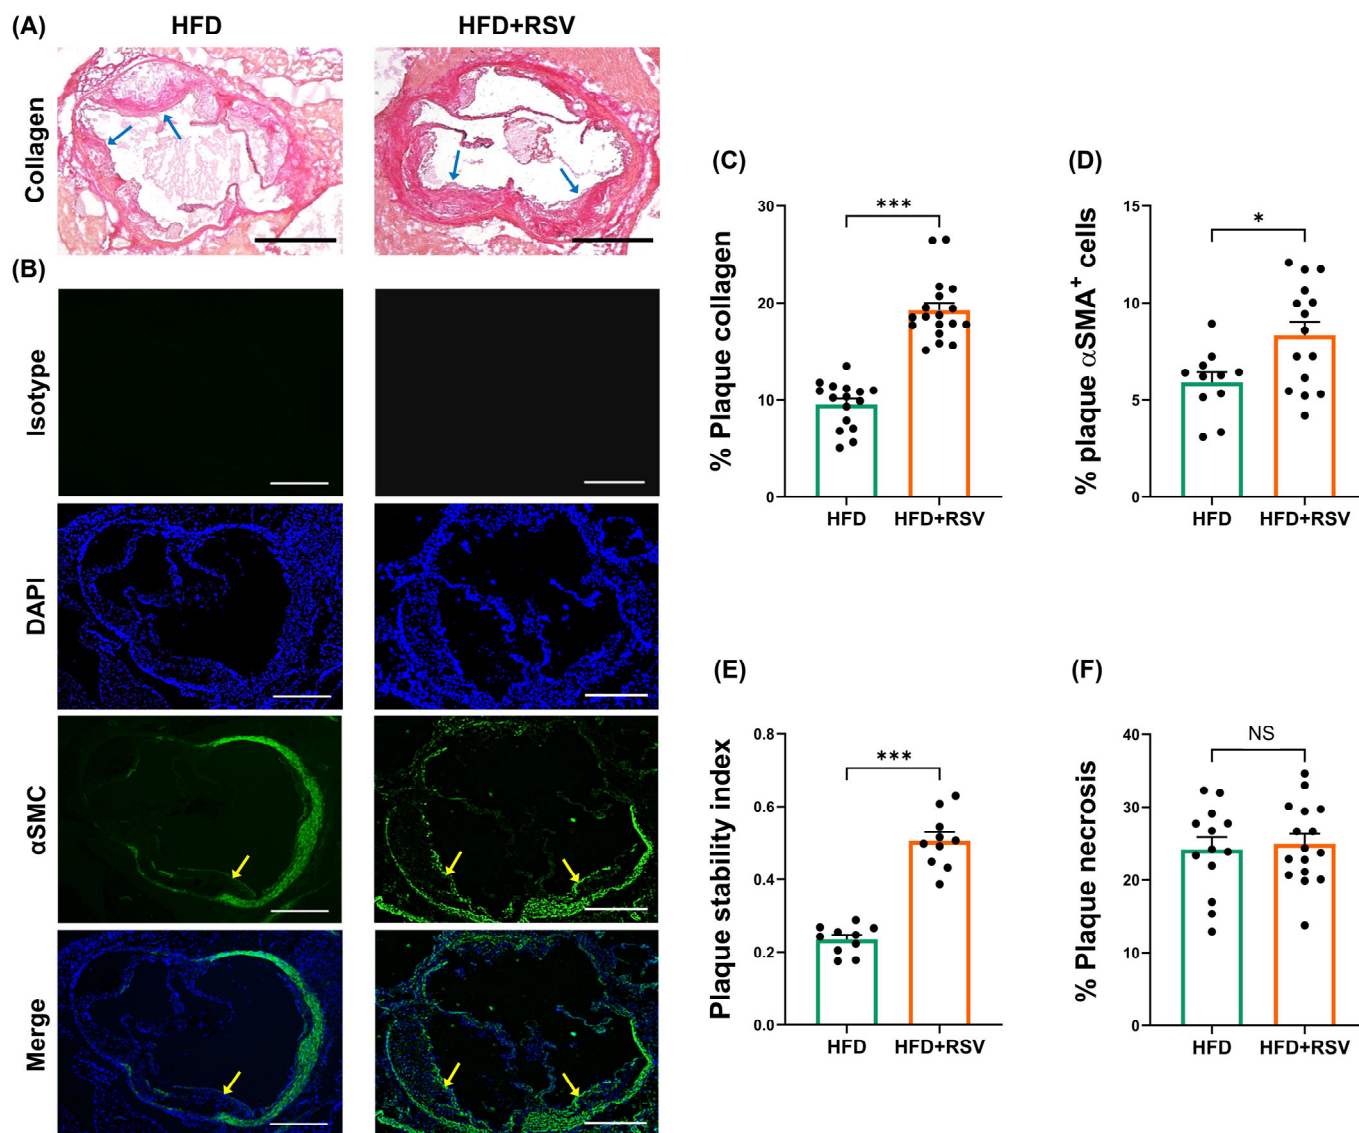 (A)
HFD
HFD+RSV
Collagen
(B)
Isotype
DAPI
αSMC
Merge
(C)
% Plaque collagen
30
20
10
0
***
HFD
HFD+RSV
(D)
% plaque αSMA⁺ cells
15
10
5
0
*
HFD
HFD+RSV
(E)
Plaque stability index
0.8
0.6
0.4
0.2
0.0
***
HFD
HFD+RSV
(F)
% Plaque necrosis
40
30
20
10
0
NS
HFD
HFD+RSV